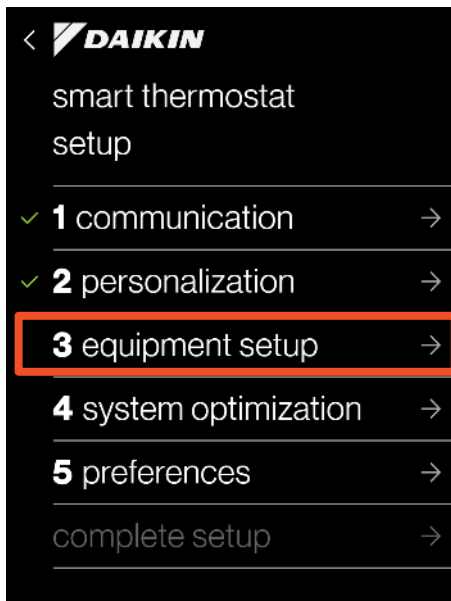 DAIKIN
smart thermostat
setup
1 communication
2 personalization
3 equipment setup
4 system optimization
5 preferences
complete setup